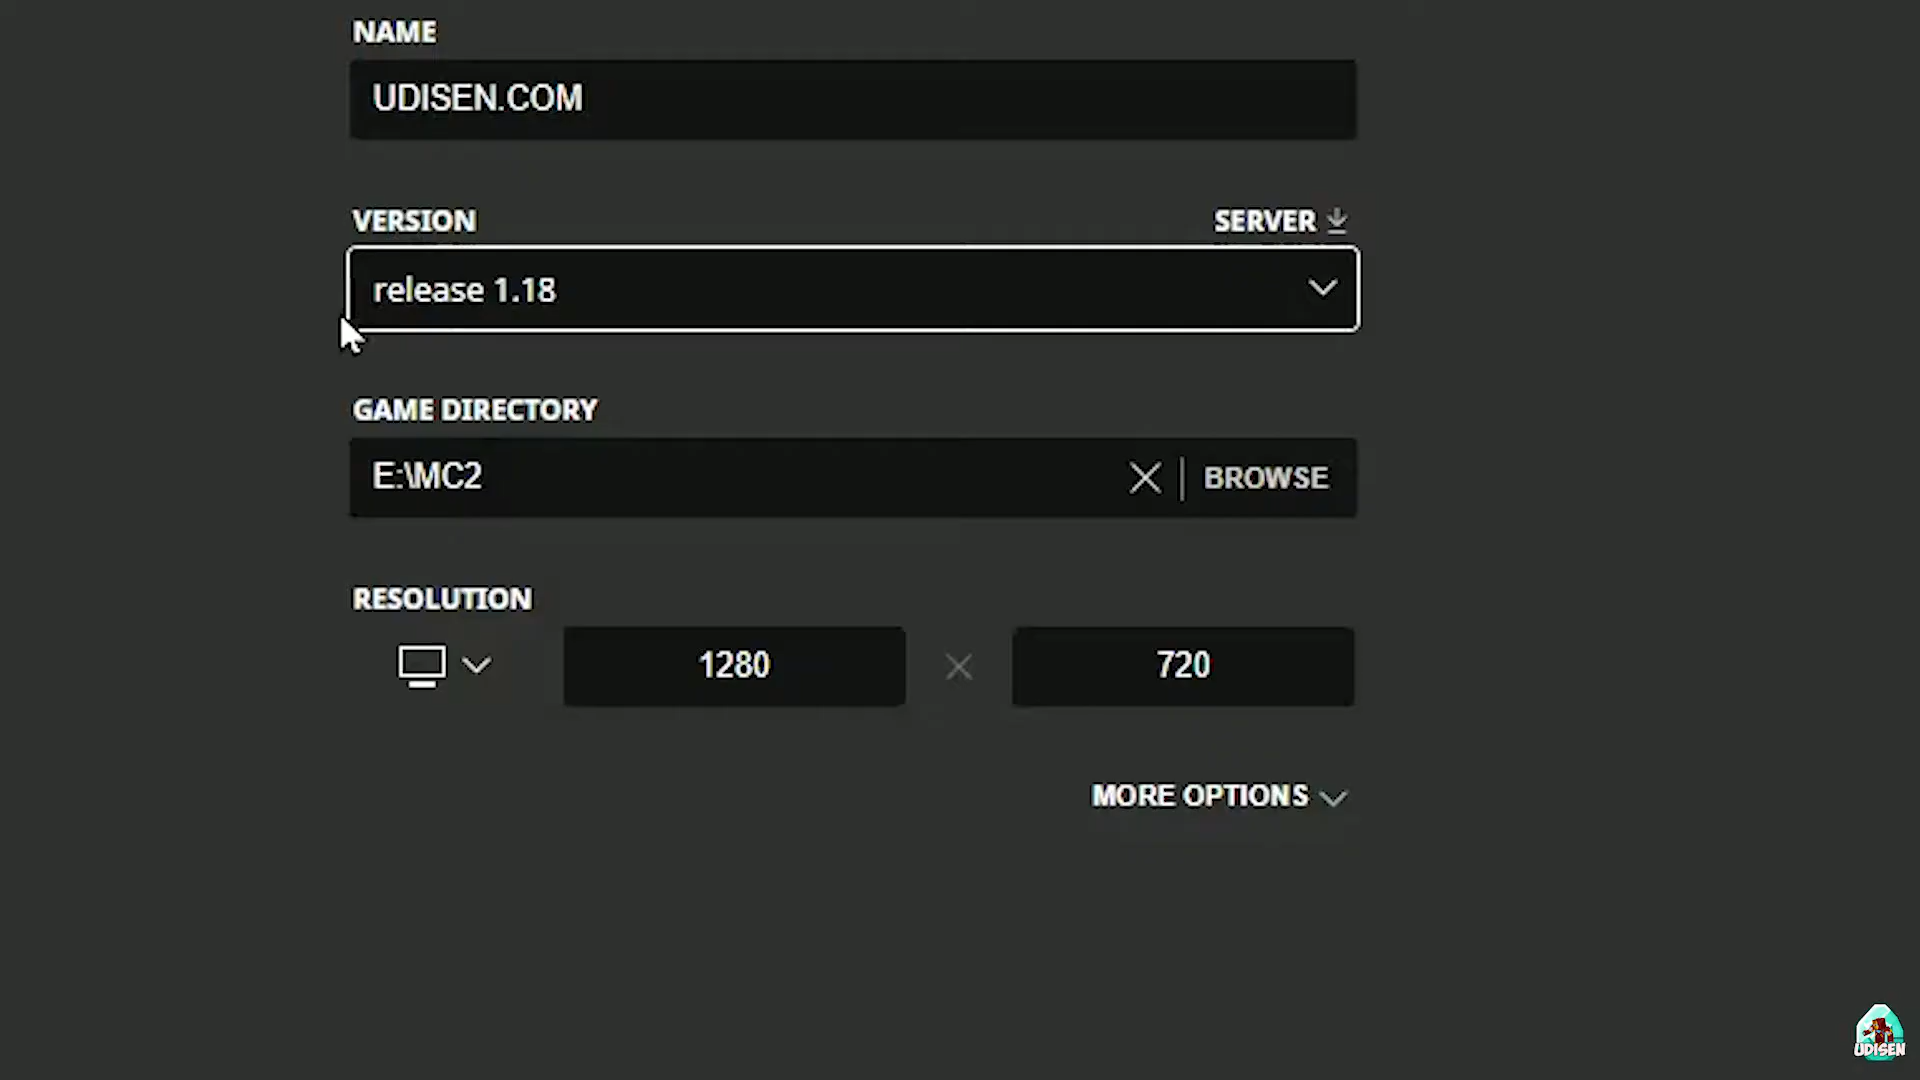 NAME
UDISEN.COM
VERSION
SERVER
release 1.18
GAME DIRECTORY
E:\MC2
BROWSE
RESOLUTION
1280
720
MORE OPTIONS
UDISEN